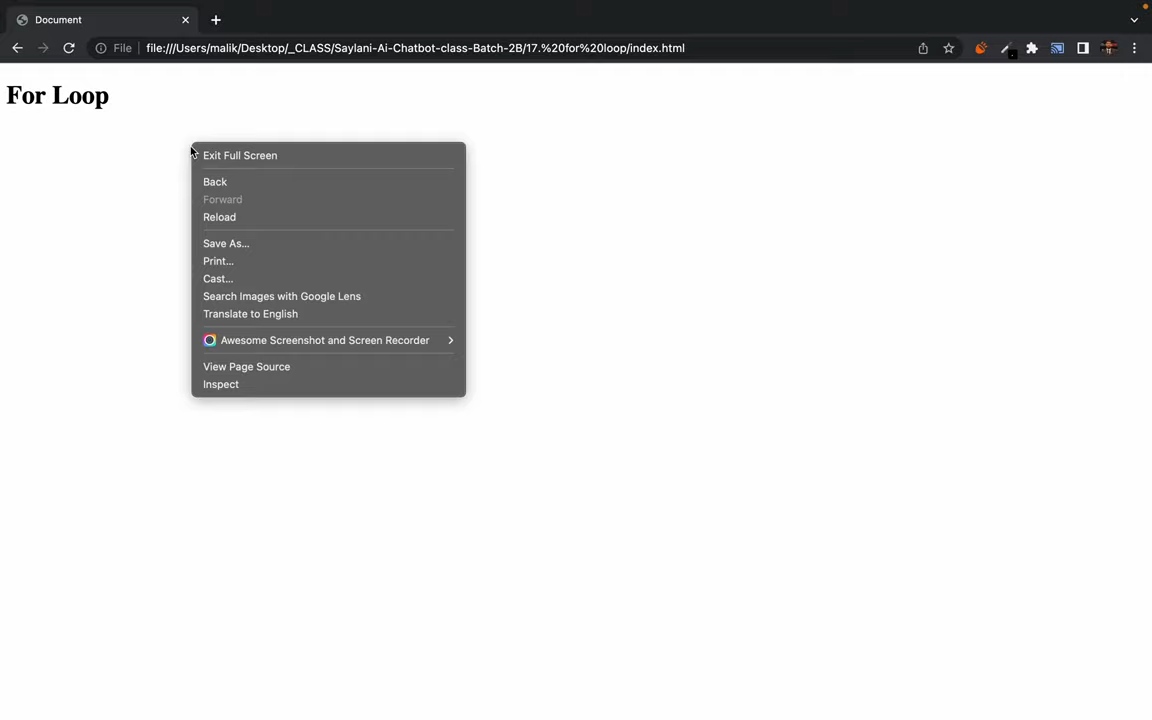 Document
File
file:///Users/malik/Desktop/_CLASS/Saylani-Ai-Chatbot-class-Batch-2B/17.%20for%20loop/index.html
For Loop
Exit Full Screen
Back
Forward
Reload
Save As...
Print...
Cast...
Search Images with Google Lens
Translate to English
Awesome Screenshot and Screen Recorder
View Page Source
Inspect